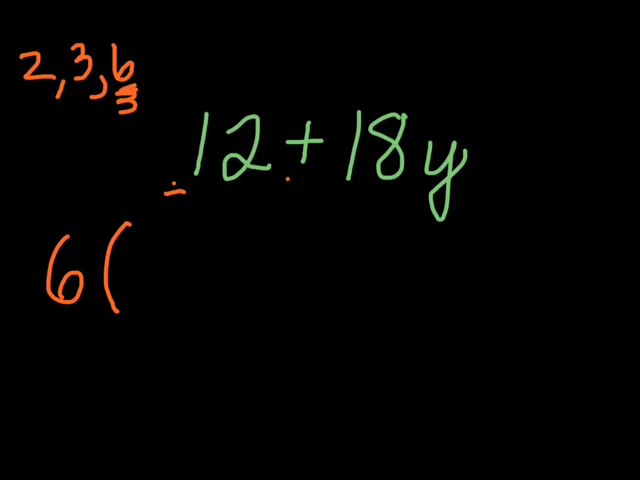 2, 3, 6
12 + 18y
÷
6(